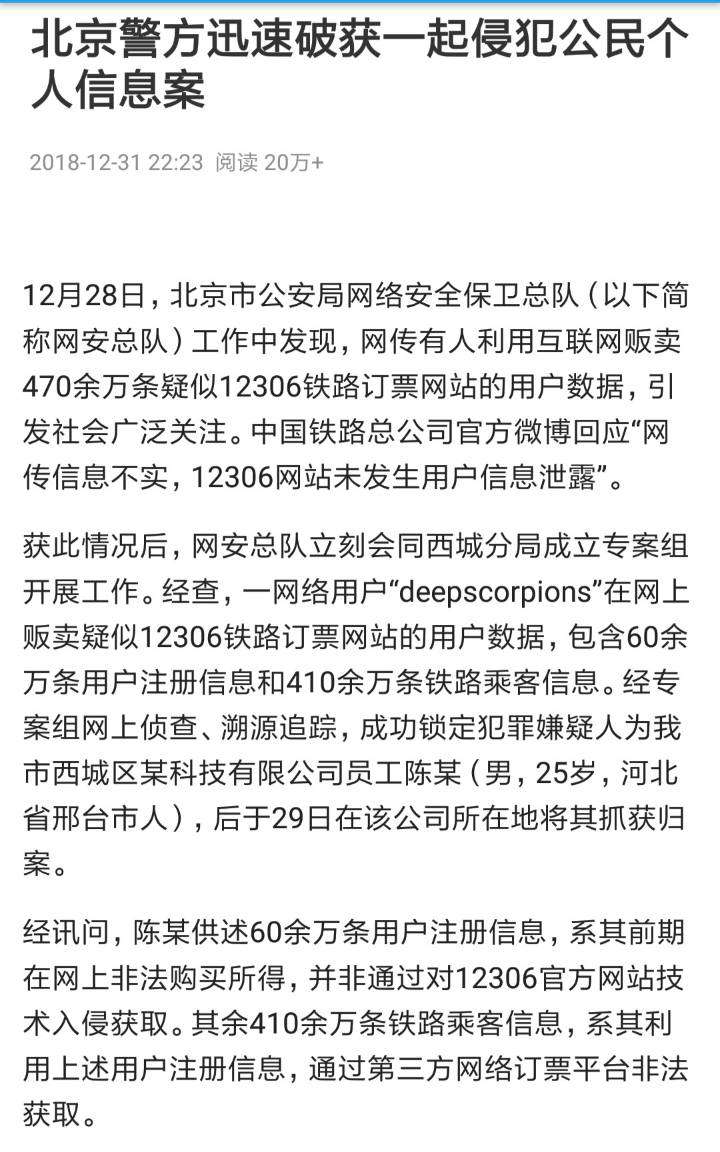 北京警方迅速破获一起侵犯公民个
人信息案
2018-12-31 22:23 阅读 20万+
12月28日，北京市公安局网络安全保卫总队（以下简
称网安总队）工作中发现，网传有人利用互联网贩卖
470余万条疑似12306铁路订票网站的用户数据，引
发社会广泛关注。中国铁路总公司官方微博回应“网
传信息不实，12306网站未发生用户信息泄露”。
获此情况后，网安总队立刻会同西城分局成立专案组
开展工作。经查，一网络用户“deepscorpions”在网上
贩卖疑似12306铁路订票网站的用户数据，包含60余
万条用户注册信息和410余万条铁路乘客信息。经专
案组网上侦查、溯源追踪，成功锁定犯罪嫌疑人为我
市西城区某科技有限公司员工陈某（男，25岁，河北
省邢台市人），后于29日在该公司所在地将其抓获归
案。
经讯问，陈某供述60余万条用户注册信息，系其前期
在网上非法购买所得，并非通过对12306官方网站技
术入侵获取。其余410余万条铁路乘客信息，系其利
用上述用户注册信息，通过第三方网络订票平台非法
获取。